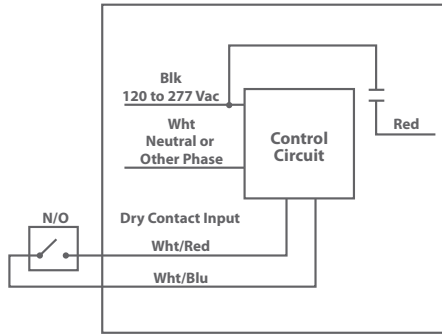 Blk
120 to 277 Vac
Wht
Neutral or
Other Phase
Control
Circuit
Red
N/O
Dry Contact Input
Wht/Red
Wht/Blu